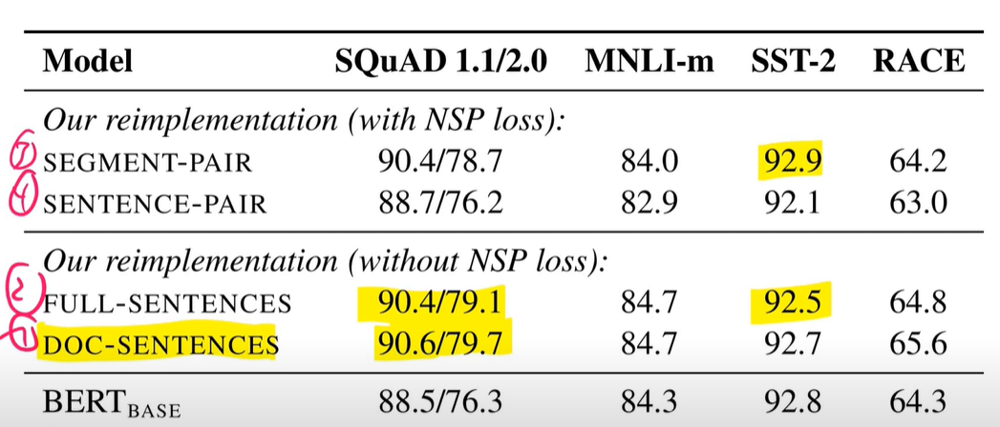 Model SQuAD 1.1/2.0 MNLI-m SST-2 RACE
Our reimplementation (with NSP loss):
③ SEGMENT-PAIR 90.4/78.7 84.0 92.9 64.2
④ SENTENCE-PAIR 88.7/76.2 82.9 92.1 63.0
Our reimplementation (without NSP loss):
② FULL-SENTENCES 90.4/79.1 84.7 92.5 64.8
① DOC-SENTENCES 90.6/79.7 84.7 92.7 65.6
BERTBASE 88.5/76.3 84.3 92.8 64.3